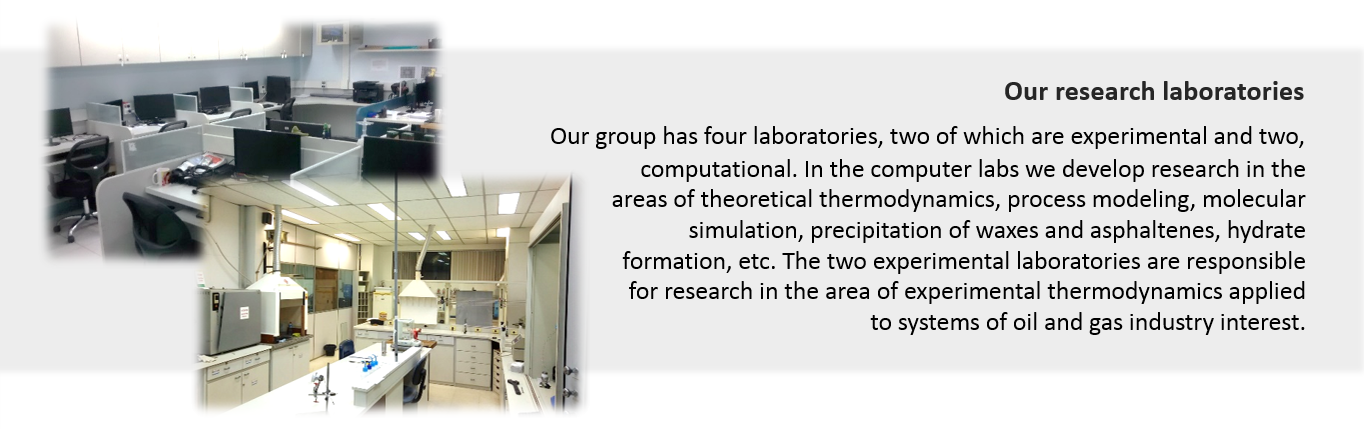 Our research laboratories
Our group has four laboratories, two of which are experimental and two,
computational. In the computer labs we develop research in the
areas of theoretical thermodynamics, process modeling, molecular
simulation, precipitation of waxes and asphaltenes, hydrate
formation, etc. The two experimental laboratories are responsible
for research in the area of experimental thermodynamics applied
to systems of oil and gas industry interest.